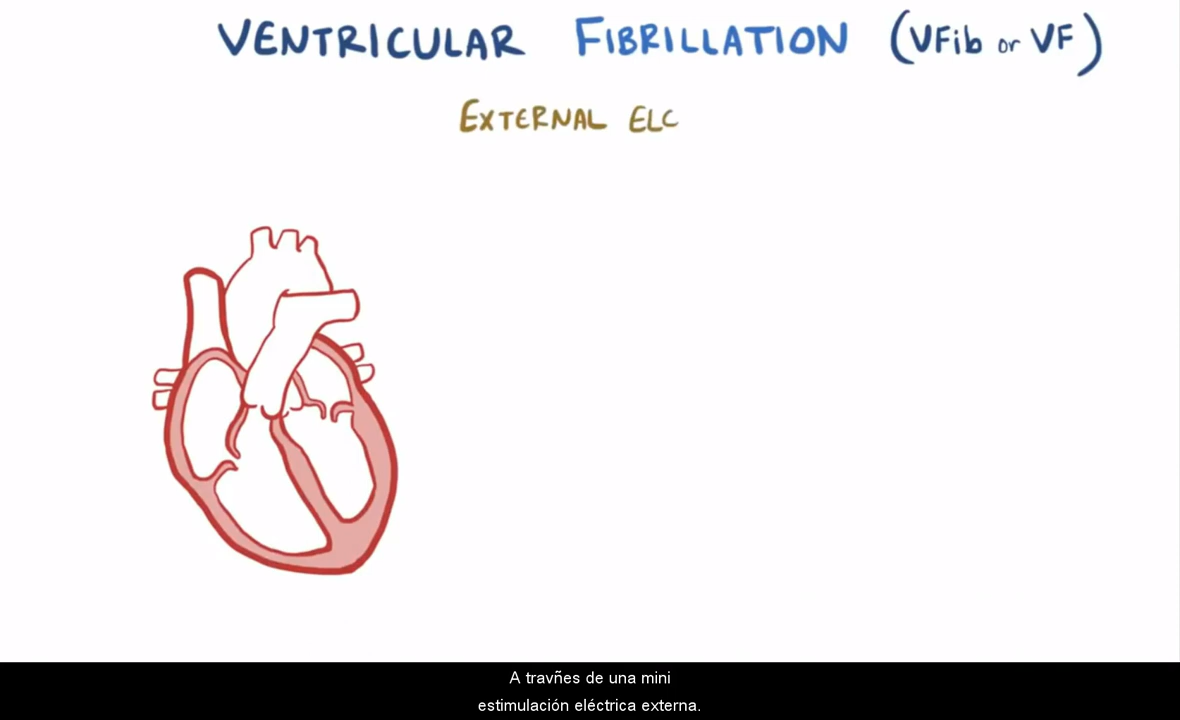 VENTRICULAR FIBRILLATION (VFib or VF)
EXTERNAL ELC
A travñes de una mini
estimulación eléctrica externa.